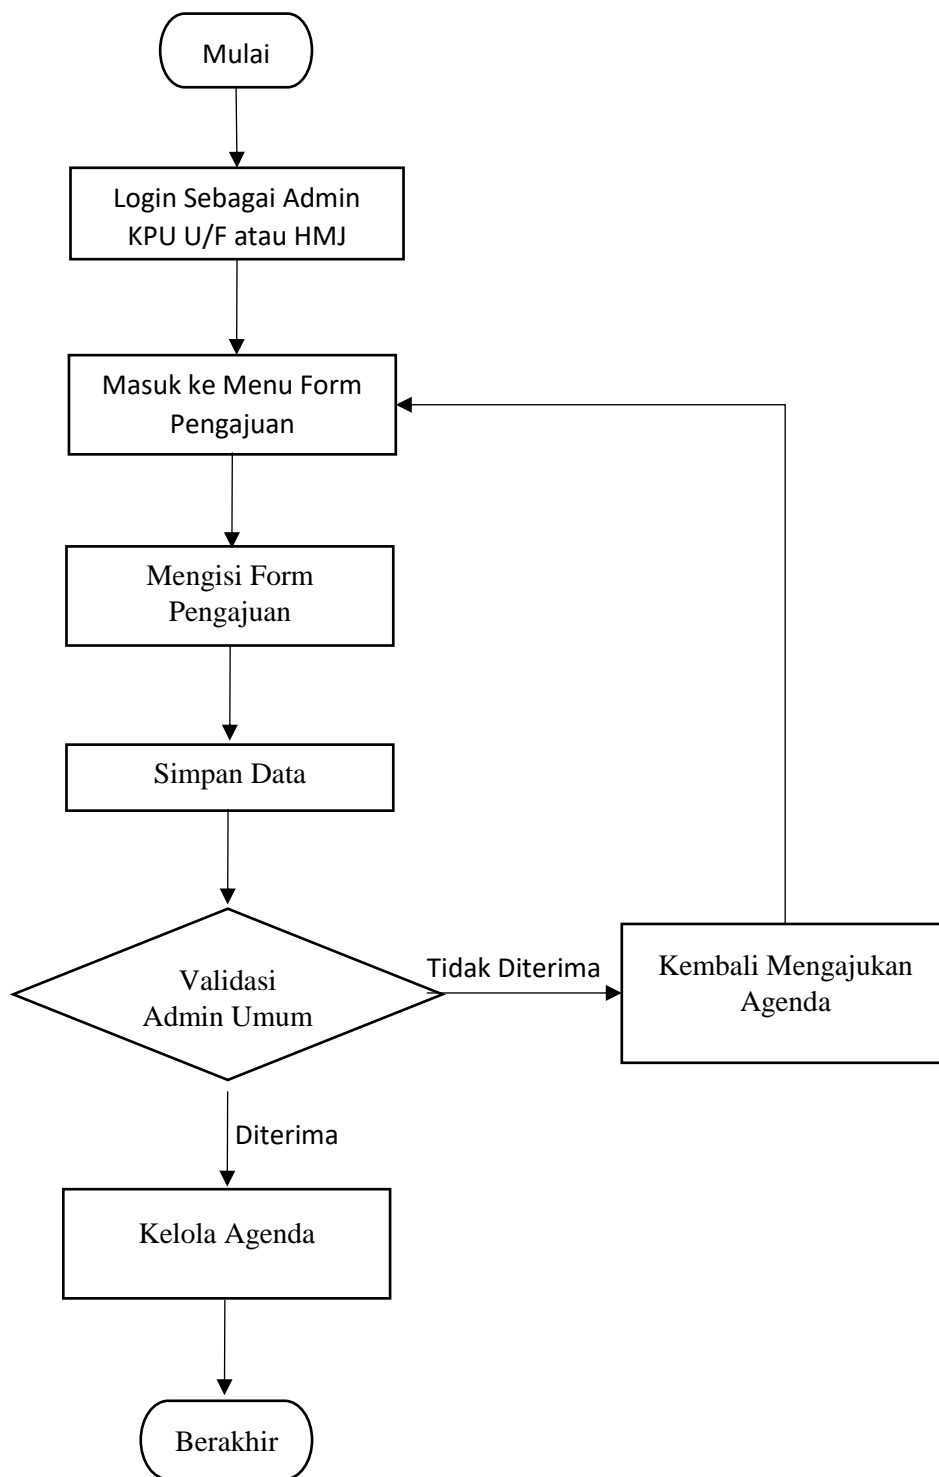 Mulai
Login Sebagai Admin
KPU U/F atau HMJ
Masuk ke Menu Form
Pengajuan
Mengisi Form
Pengajuan
Simpan Data
Validasi
Admin Umum
Tidak Diterima
Kembali Mengajukan
Agenda
Diterima
Kelola Agenda
Berakhir